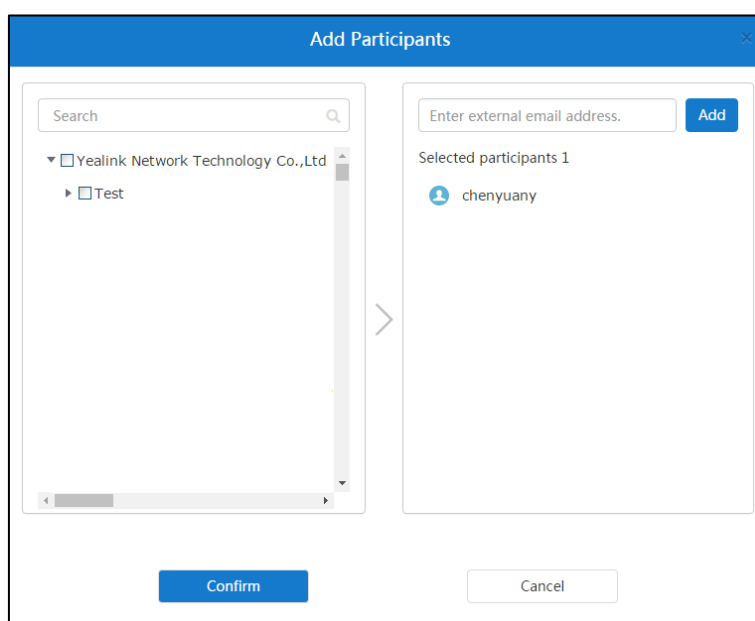 Add Participants
Search
Yealink Network Technology Co.,Ltd
Test
Enter external email address.
Add
Selected participants 1
chenyuany
Confirm
Cancel